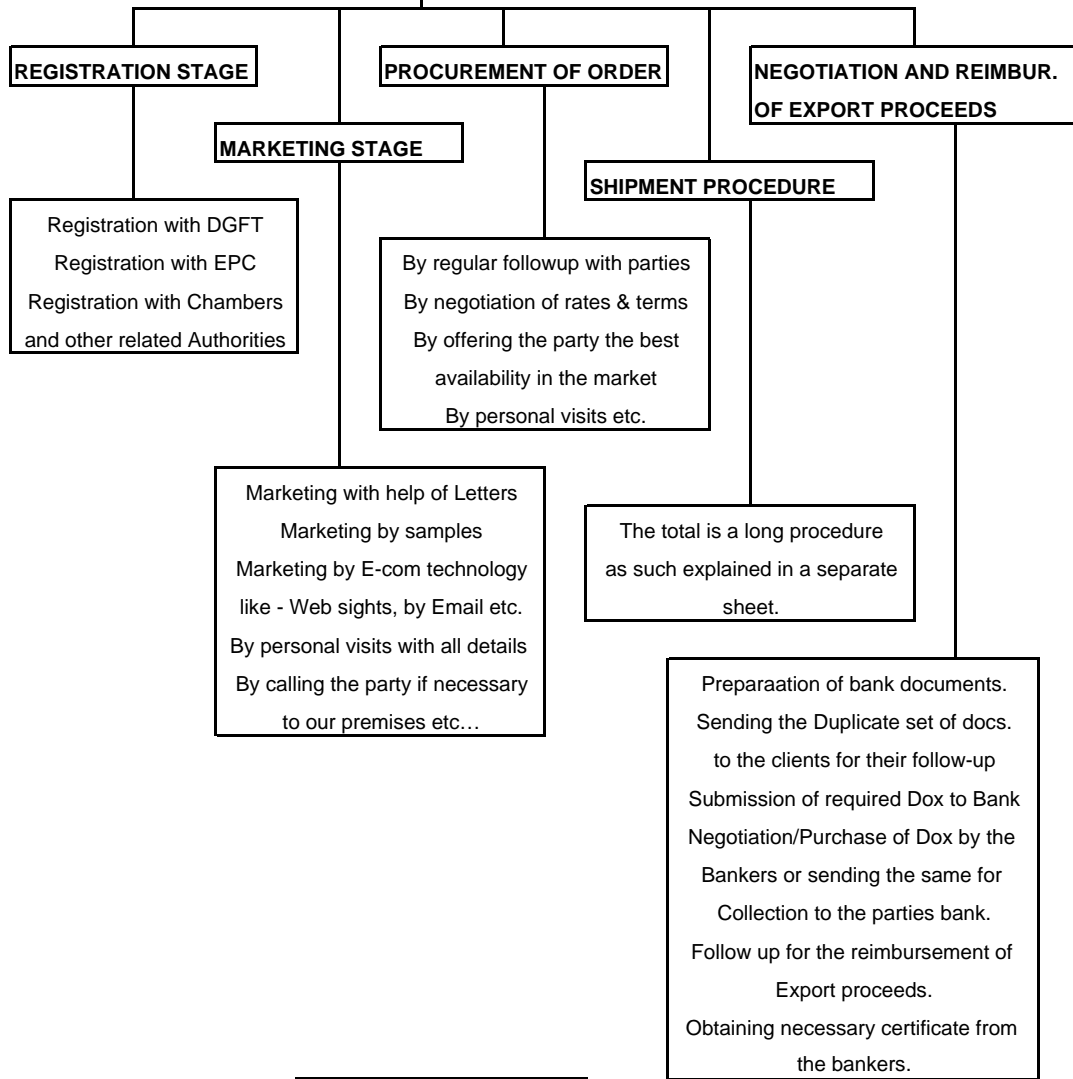 REGISTRATION STAGE
Registration with DGFT
Registration with EPC
Registration with Chambers
and other related Authorities
MARKETING STAGE
Marketing with help of Letters
Marketing by samples
Marketing by E-com technology
like - Web sights, by Email etc.
By personal visits with all details
By calling the party if necessary
to our premises etc…
PROCUREMENT OF ORDER
By regular followup with parties
By negotiation of rates & terms
By offering the party the best
availability in the market
By personal visits etc.
SHIPMENT PROCEDURE
The total is a long procedure
as such explained in a separate
sheet.
NEGOTIATION AND REIMBUR.
OF EXPORT PROCEEDS
Preparaation of bank documents.
Sending the Duplicate set of docs.
to the clients for their follow-up
Submission of required Dox to Bank
Negotiation/Purchase of Dox by the
Bankers or sending the same for
Collection to the parties bank.
Follow up for the reimbursement of
Export proceeds.
Obtaining necessary certificate from
the bankers.